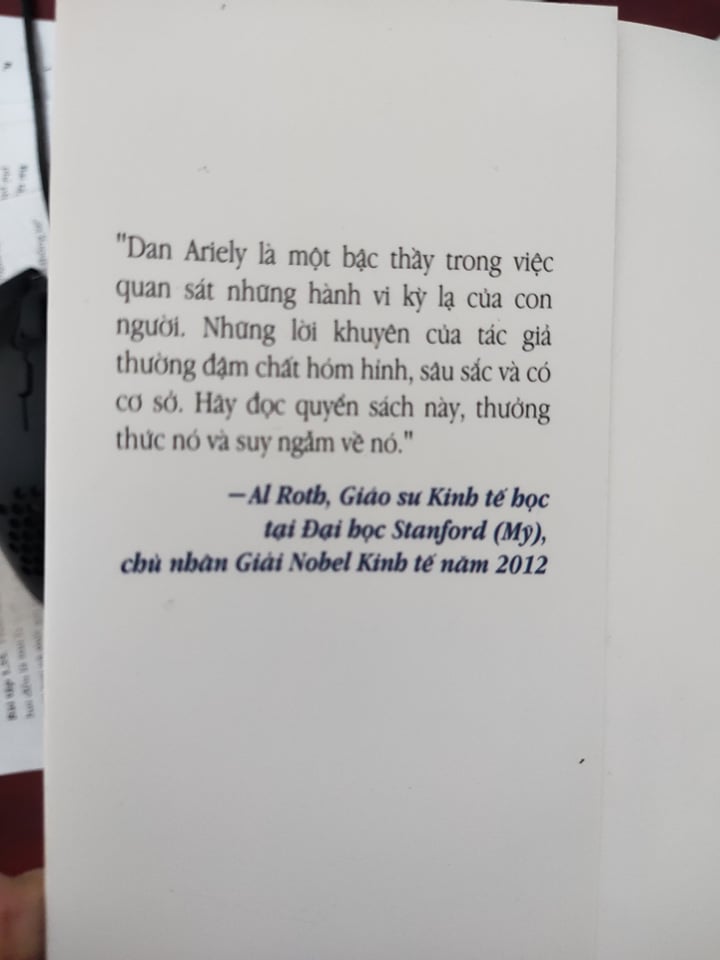 "Dan Ariely là một bậc thầy trong việc
quan sát những hành vi kỳ lạ của con
người. Những lời khuyên của tác giả
thường đậm chất hóm hỉnh, sâu sắc và có
cơ sở. Hãy đọc quyển sách này, thưởng
thức nó và suy ngẫm về nó."
—Al Roth, Giáo sư Kinh tế học
tại Đại học Stanford (Mỹ),
chủ nhân Giải Nobel Kinh tế năm 2012